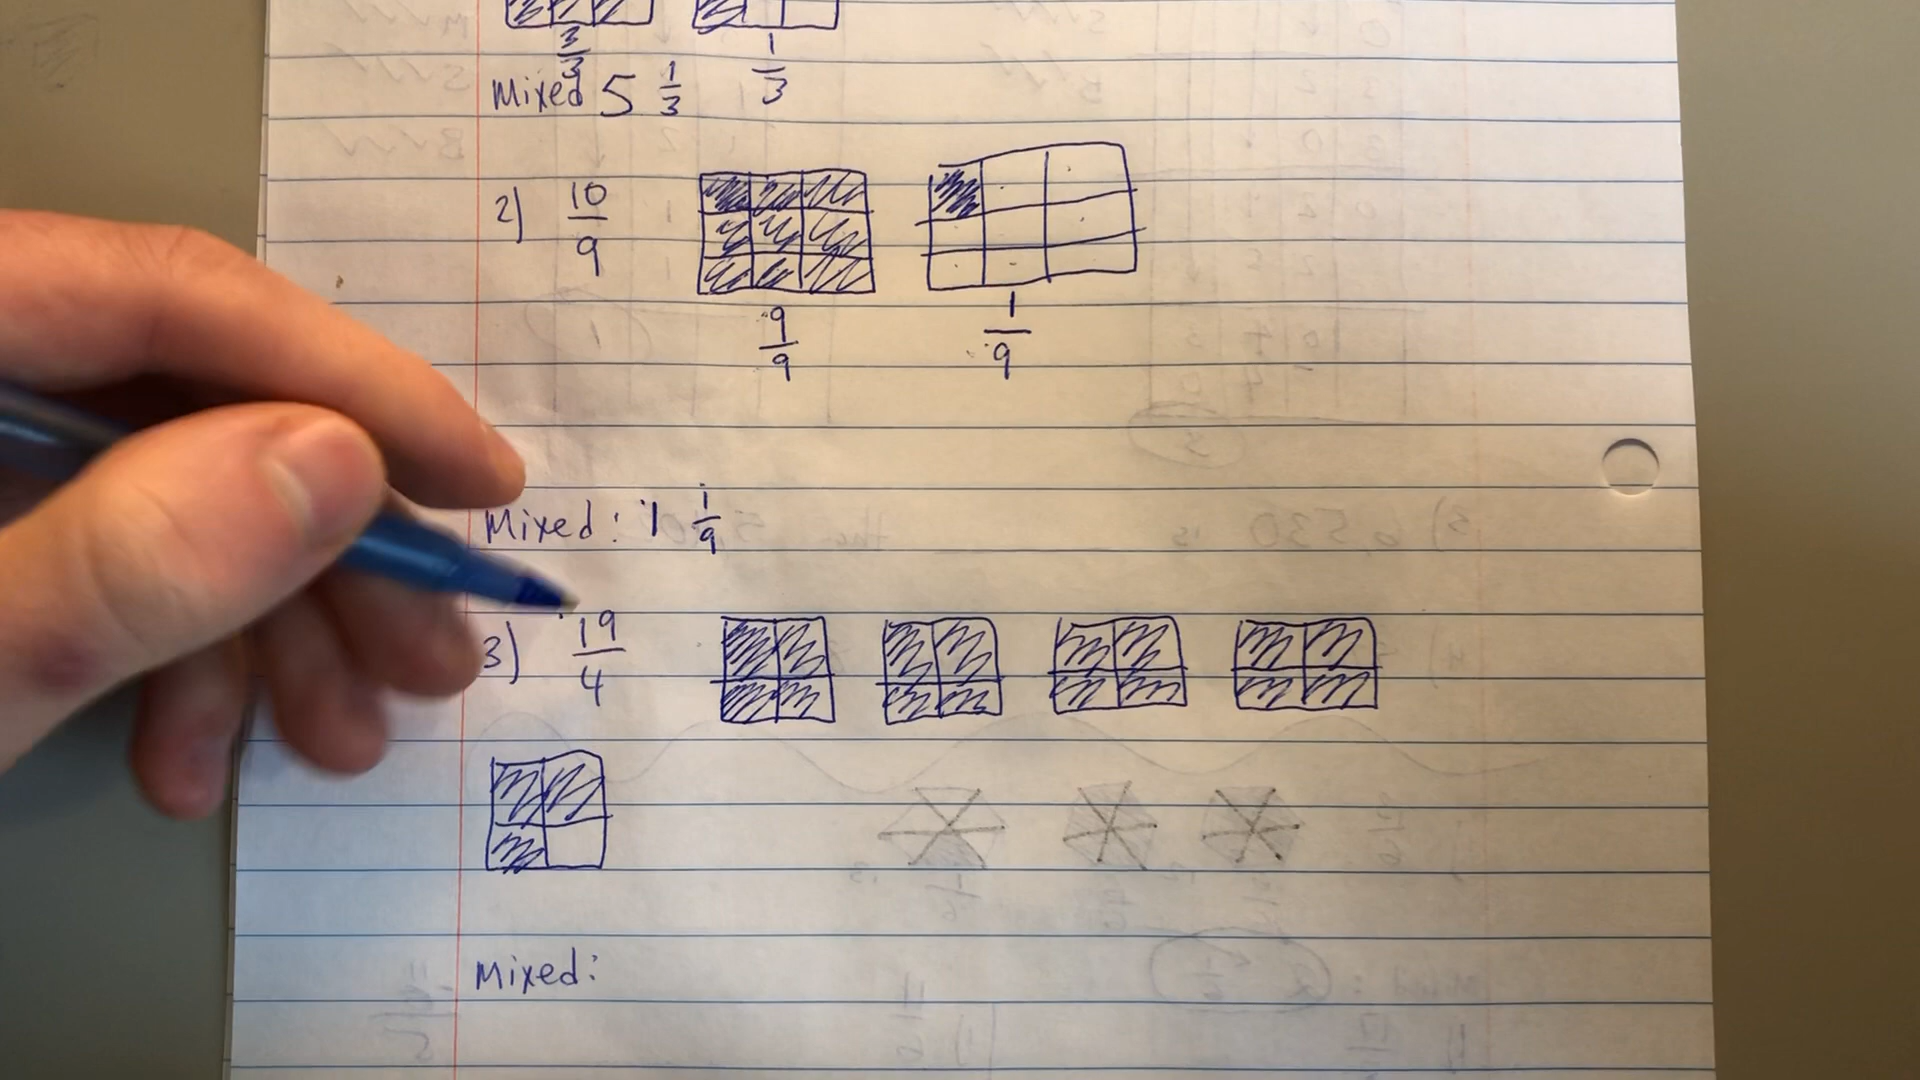 3/3 1/3
Mixed 5 1/3
2) 10/9
9/9 1/9
Mixed: 1 1/9
3) 19/4
Mixed: